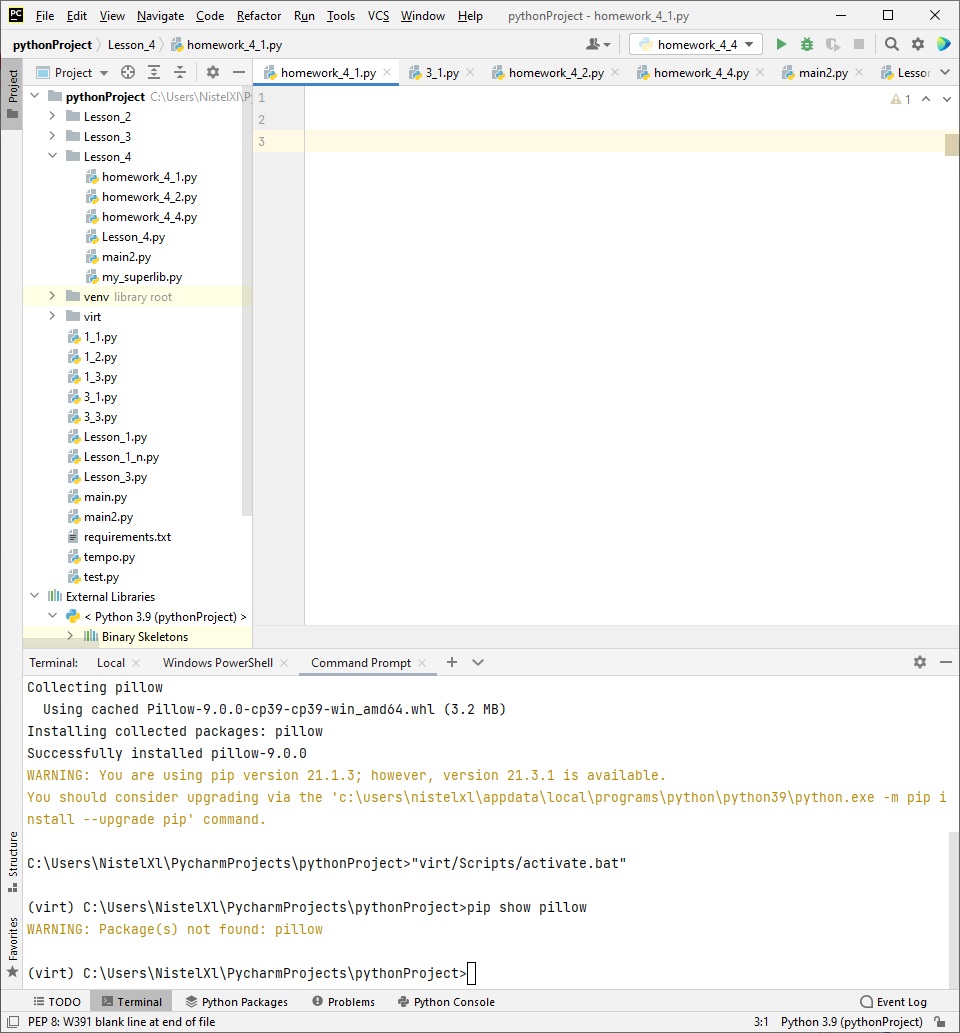 PC File Edit View Navigate Code Refactor Run Tools VCS Window Help pythonProject - homework_4_1.py
pythonProject Lesson_4 homework_4_1.py homework_4_4
Project
Project homework_4_1.py 3_1.py homework_4_2.py homework_4_4.py main2.py Lesso
pythonProject C:\Users\NistelXl\P
Lesson_2
Lesson_3
Lesson_4
homework_4_1.py
homework_4_2.py
homework_4_4.py
Lesson_4.py
main2.py
my_superlib.py
venv library root
virt
1_1.py
1_2.py
1_3.py
3_1.py
3_3.py
Lesson_1.py
Lesson_1_n.py
Lesson_3.py
main.py
main2.py
requirements.txt
tempo.py
test.py
External Libraries
< Python 3.9 (pythonProject) >
Binary Skeletons
1
2
3
1
Terminal: Local Windows PowerShell Command Prompt
Collecting pillow
Using cached Pillow-9.0.0-cp39-cp39-win_amd64.whl (3.2 MB)
Installing collected packages: pillow
Successfully installed pillow-9.0.0
WARNING: You are using pip version 21.1.3; however, version 21.3.1 is available.
You should consider upgrading via the 'c:\users\nistelxl\appdata\local\programs\python\python39\python.exe -m pip i
nstall --upgrade pip' command.
C:\Users\NistelXl\PycharmProjects\pythonProject>"virt/Scripts/activate.bat"
(virt) C:\Users\NistelXl\PycharmProjects\pythonProject>pip show pillow
WARNING: Package(s) not found: pillow
(virt) C:\Users\NistelXl\PycharmProjects\pythonProject>
Structure
Favorites
TODO Terminal Python Packages Problems Python Console Event Log
PEP 8: W391 blank line at end of file 3:1 Python 3.9 (pythonProject)